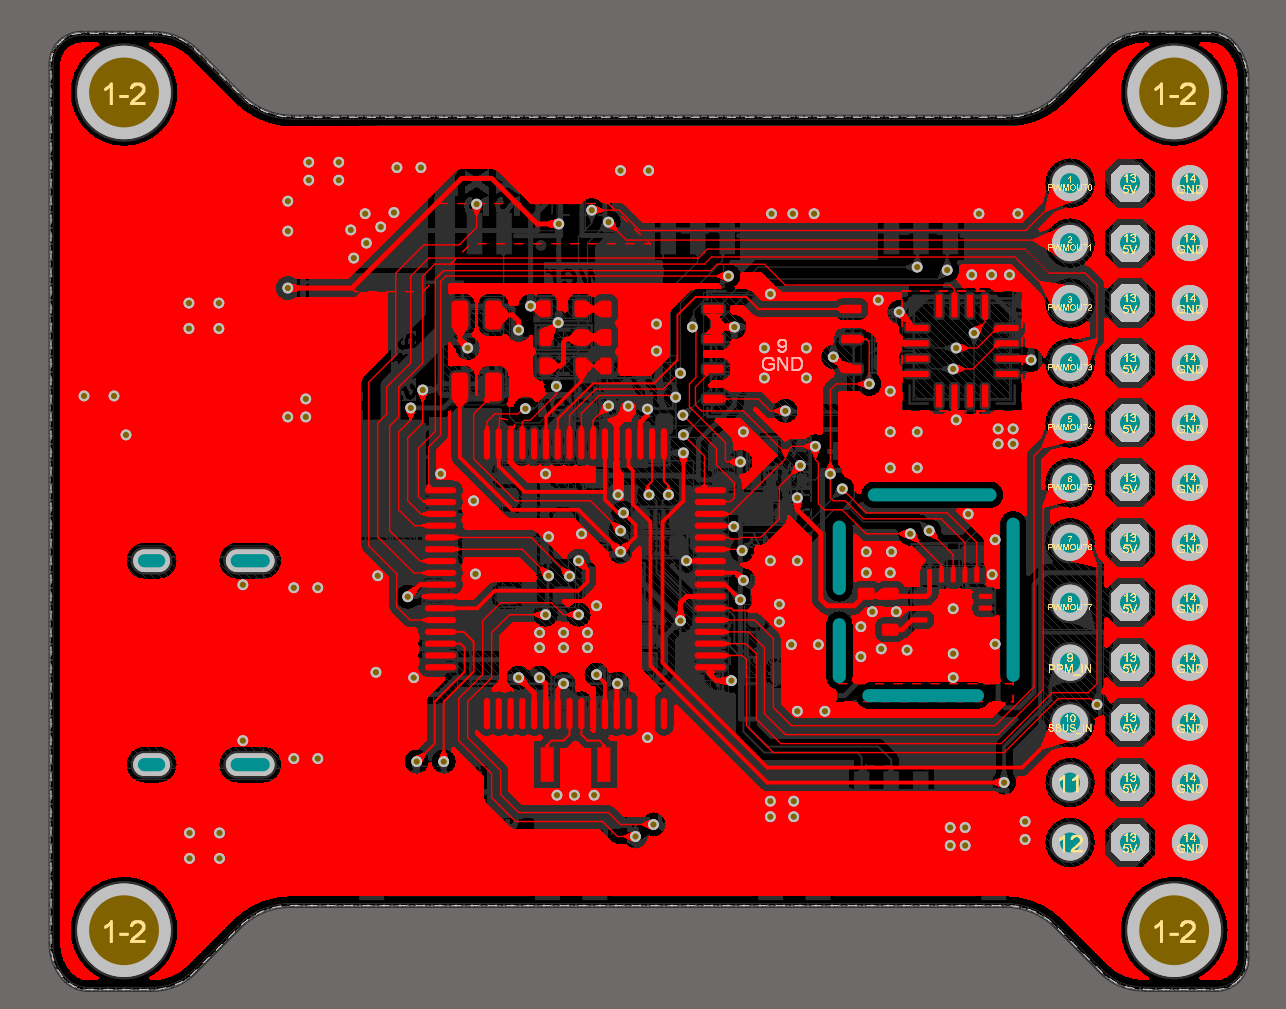 1-2
1-2
1
PWMOUT0
13
5V
14
GND
2
PWMOUT1
13
5V
14
GND
3
PWMOUT2
13
5V
14
GND
9
GND
4
PWMOUT3
13
5V
14
GND
5
PWMOUT4
13
5V
14
GND
6
PWMOUT5
13
5V
14
GND
7
PWMOUT6
13
5V
14
GND
8
PWMOUT7
13
5V
14
GND
9
PPM_IN
13
5V
14
GND
10
SBUS_IN
13
5V
14
GND
11
13
5V
14
GND
12
13
5V
14
GND
1-2
1-2